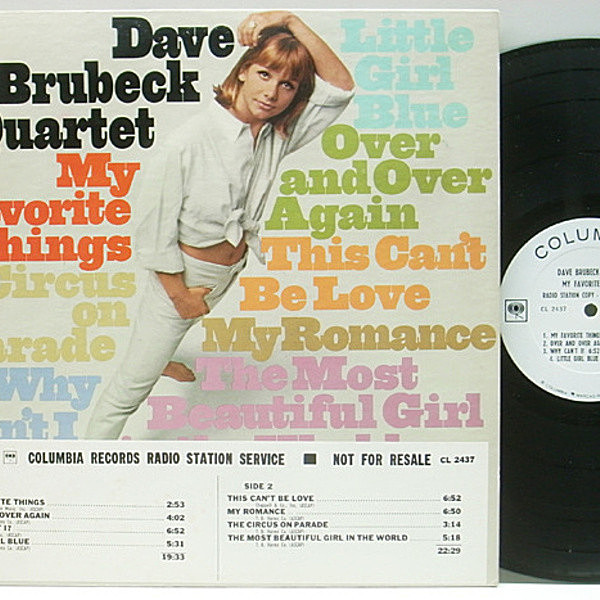 Dave
Brubeck
Quartet
My
Favorite
Things
Circus
on
Parade
Why
Can't I
Little
Girl
Blue
Over
and Over
Again
This Can't
Be Love
My Romance
The Most
Beautiful Girl
COLUMBIA RECORDS RADIO STATION SERVICE NOT FOR RESALE CL 2437
TE THINGS 2:53
OVER AGAIN 4:02
T I? 6:52
L BLUE 5:31
19:33
SIDE 2
THIS CAN'T BE LOVE 6:52
MY ROMANCE 6:50
THE CIRCUS ON PARADE 3:14
THE MOST BEAUTIFUL GIRL IN THE WORLD 5:18
22:29
COLUM
DAVE BRUBECK
MY FAVORITE
RADIO STATION COPY -
CL 2437
1. MY FAVORITE THING
2. OVER AND OVER AGA
3. WHY CAN'T I? 6:52
4. LITTLE GIRL BLUE